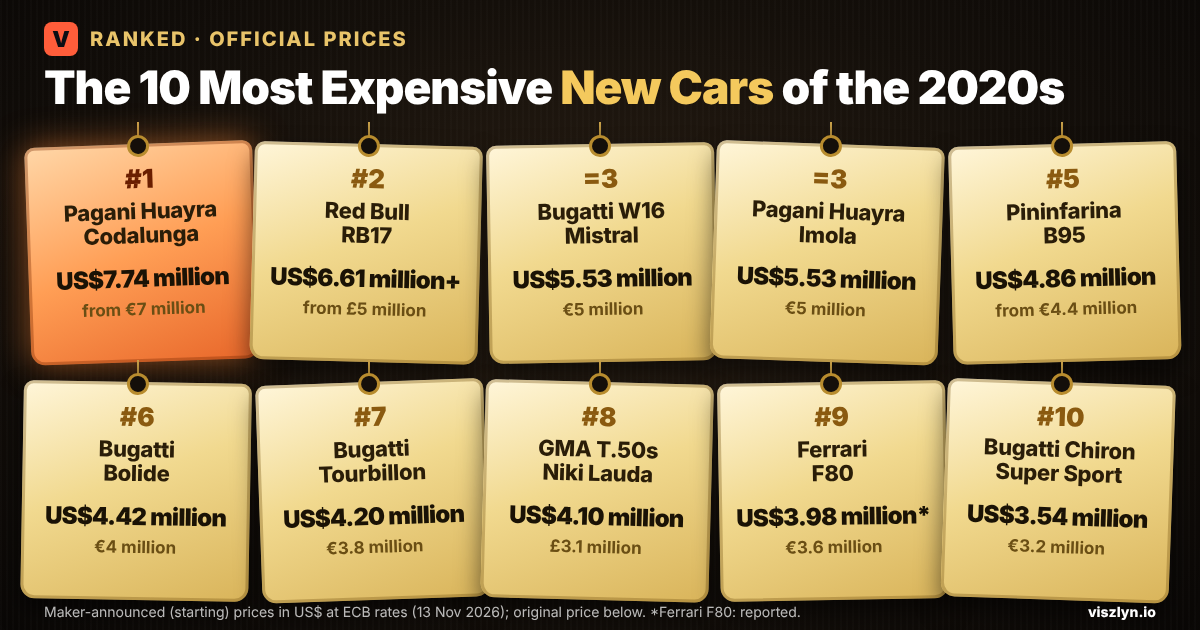 V RANKED · OFFICIAL PRICES
The 10 Most Expensive New Cars of the 2020s
#1
Pagani Huayra
Codalunga
US$7.74 million
from €7 million
#2
Red Bull
RB17
US$6.61 million+
from £5 million
=3
Bugatti W16
Mistral
US$5.53 million
€5 million
=3
Pagani Huayra
Imola
US$5.53 million
€5 million
#5
Pininfarina
B95
US$4.86 million
from €4.4 million
#6
Bugatti
Bolide
US$4.42 million
€4 million
#7
Bugatti
Tourbillon
US$4.20 million
€3.8 million
#8
GMA T.50s
Niki Lauda
US$4.10 million
£3.1 million
#9
Ferrari
F80
US$3.98 million*
€3.6 million
#10
Bugatti Chiron
Super Sport
US$3.54 million
€3.2 million
Maker-announced (starting) prices in US$ at ECB rates (13 Nov 2026); original price below. *Ferrari F80: reported.
viszlyn.io